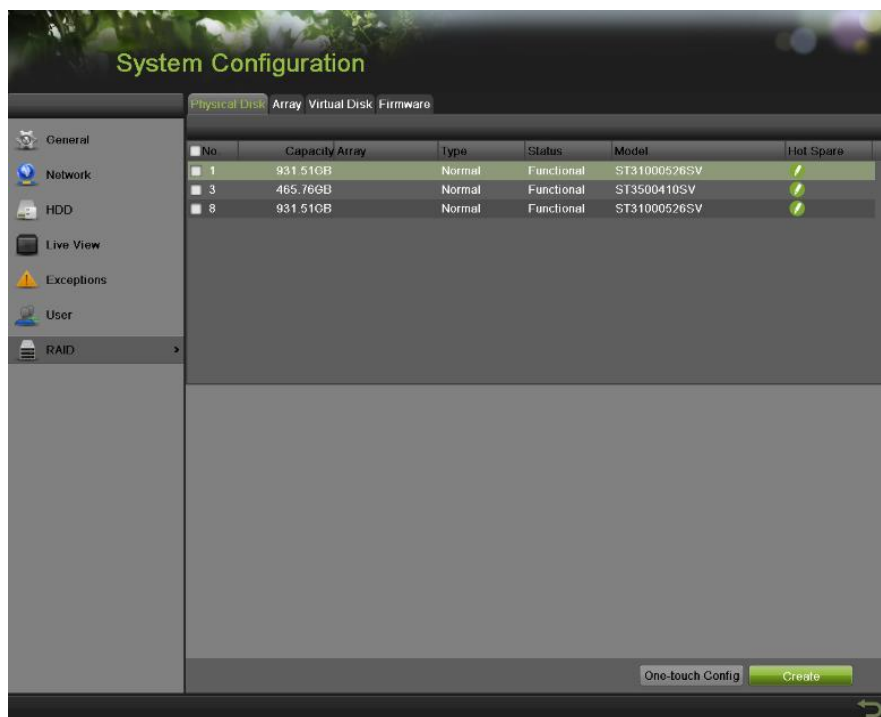 System Configuration
Physical Disk Array Virtual Disk Firmware
General
Network
HDD
Live View
Exceptions
User
RAID
No. Capacity Array Type Status Model Hot Spare
1 931.51GB Normal Functional ST31000526SV
3 465.76GB Normal Functional ST3500410SV
8 931.51GB Normal Functional ST31000526SV
One-touch Config Create